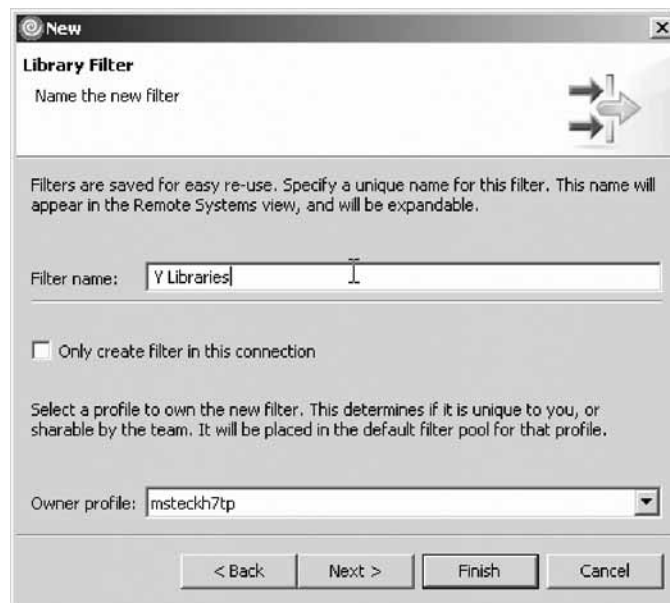 New
Library Filter
Name the new filter
Filters are saved for easy re-use. Specify a unique name for this filter. This name will
appear in the Remote Systems view, and will be expandable.
Filter name: Y Libraries
Only create filter in this connection
Select a profile to own the new filter. This determines if it is unique to you, or
sharable by the team. It will be placed in the default filter pool for that profile.
Owner profile: msteckh7tp
< Back Next > Finish Cancel